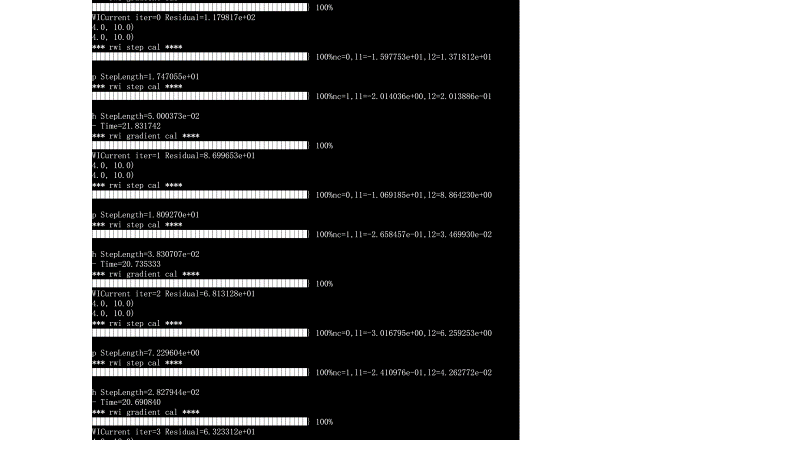 100%
WICurrent iter=0 Residual=1.179817e+02
4.0, 10.0)
4.0, 10.0)
*** rwi step cal ****
100%nc=0,l1=-1.597753e+01,l2=1.371812e+01
p StepLength=1.747055e+01
*** rwi step cal ****
100%nc=1,l1=-2.014036e+00,l2=2.013886e-01
h StepLength=5.000373e-02
- Time=21.831742
*** rwi gradient cal ****
100%
WICurrent iter=1 Residual=8.699653e+01
4.0, 10.0)
4.0, 10.0)
*** rwi step cal ****
100%nc=0,l1=-1.069185e+01,l2=8.864230e+00
p StepLength=1.809270e+01
*** rwi step cal ****
100%nc=1,l1=-2.658457e-01,l2=3.469930e-02
h StepLength=3.830707e-02
- Time=20.735333
*** rwi gradient cal ****
100%
WICurrent iter=2 Residual=6.813128e+01
4.0, 10.0)
4.0, 10.0)
*** rwi step cal ****
100%nc=0,l1=-3.016795e+00,l2=6.259253e+00
p StepLength=7.229604e+00
*** rwi step cal ****
100%nc=1,l1=-2.410976e-01,l2=4.262772e-02
h StepLength=2.827944e-02
- Time=20.690840
*** rwi gradient cal ****
100%
WICurrent iter=3 Residual=6.323312e+01